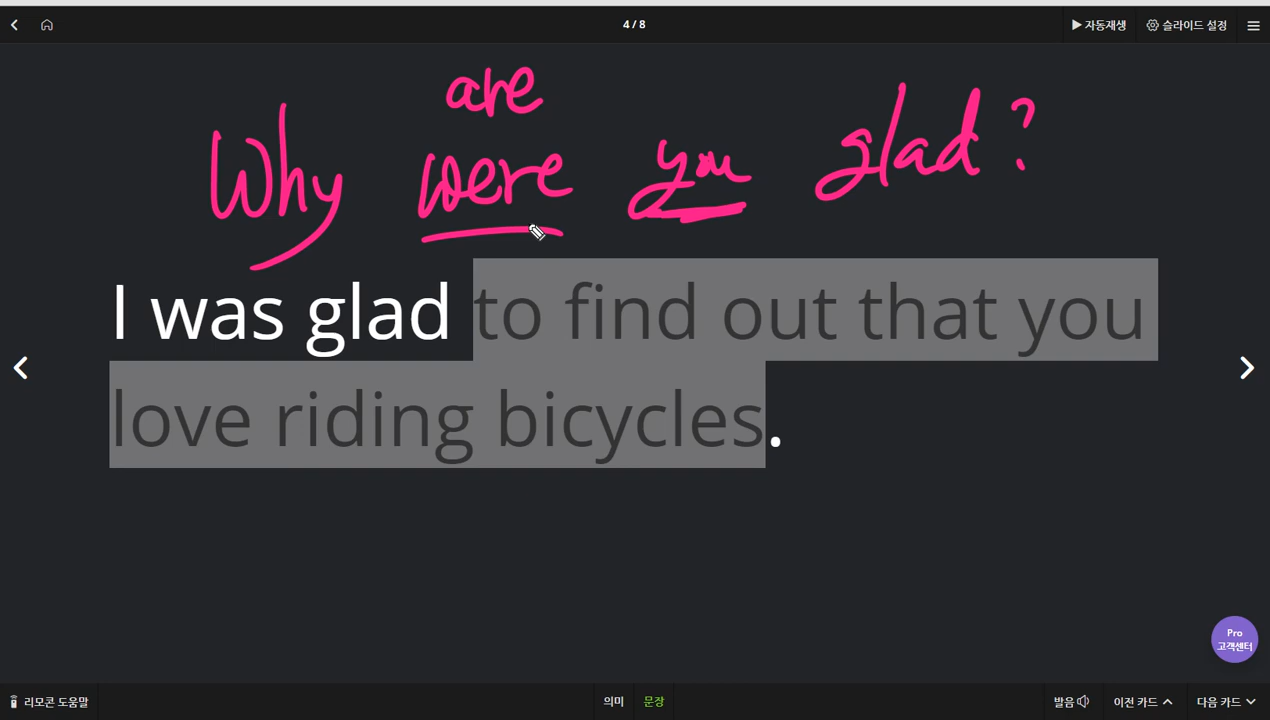 4 / 8
자동재생
슬라이드 설정
are
Why were you glad?
I was glad to find out that you
love riding bicycles.
Pro
고객센터
리모콘 도움말
의미
문장
발음
이전 카드
다음 카드